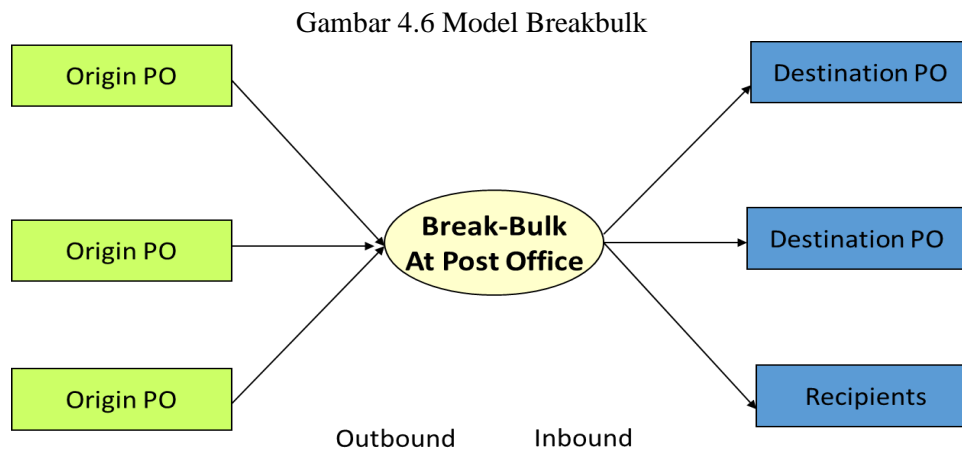 Gambar 4.6 Model Breakbulk
Origin PO
Destination PO
Origin PO
Break-Bulk
At Post Office
Destination PO
Origin PO
Recipients
Outbound
Inbound